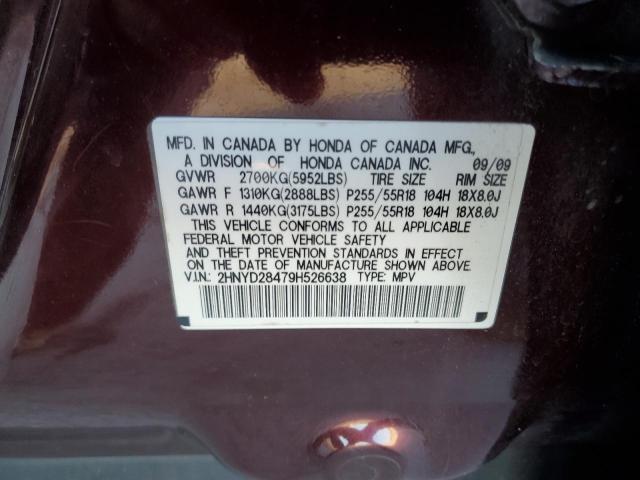 MFD. IN CANADA BY HONDA OF CANADA MFG.,
A DIVISION OF HONDA CANADA INC. 09/09
GVWR 2700KG(5952LBS) TIRE SIZE RIM SIZE
GAWR F 1310KG(2888LBS) P255/55R18 104H 18X8.0J
GAWR R 1440KG(3175LBS) P255/55R18 104H 18X8.0J
THIS VEHICLE CONFORMS TO ALL APPLICABLE
FEDERAL MOTOR VEHICLE SAFETY
AND THEFT PREVENTION STANDARDS IN EFFECT
ON THE DATE OF MANUFACTURE SHOWN ABOVE.
V.I.N.: 2HNYD28479H526638 TYPE: MPV